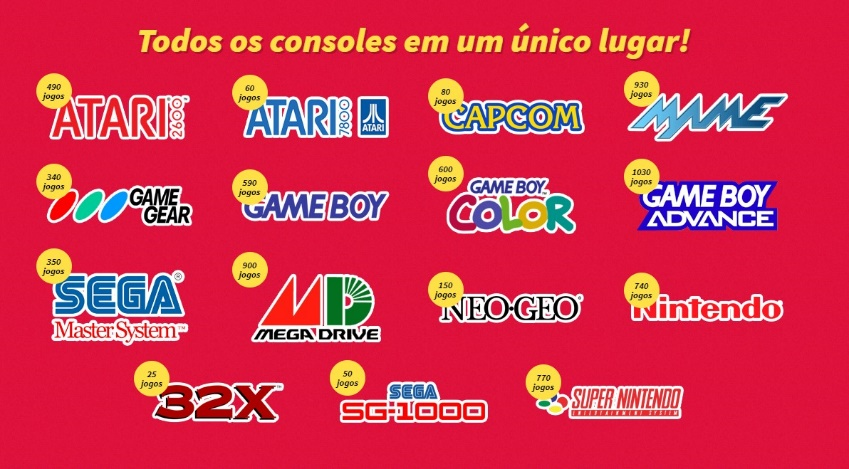 Todos os consoles em um único lugar!
490
jogos
ATARI 2600
60
jogos
ATARI 7800
ATARI
80
jogos
CAPCOM
930
jogos
MAME
340
jogos
GAME
GEAR
590
jogos
GAME BOY
600
jogos
GAME BOY
COLOR
1030
jogos
GAME BOY
ADVANCE
350
jogos
SEGA®
Master System™
900
jogos
MD
MEGA DRIVE
150
jogos
NEO•GEO
740
jogos
Nintendo
25
jogos
32X
50
jogos
SEGA
SG-1000
770
jogos
SUPER NINTENDO
ENTERTAINMENT SYSTEM